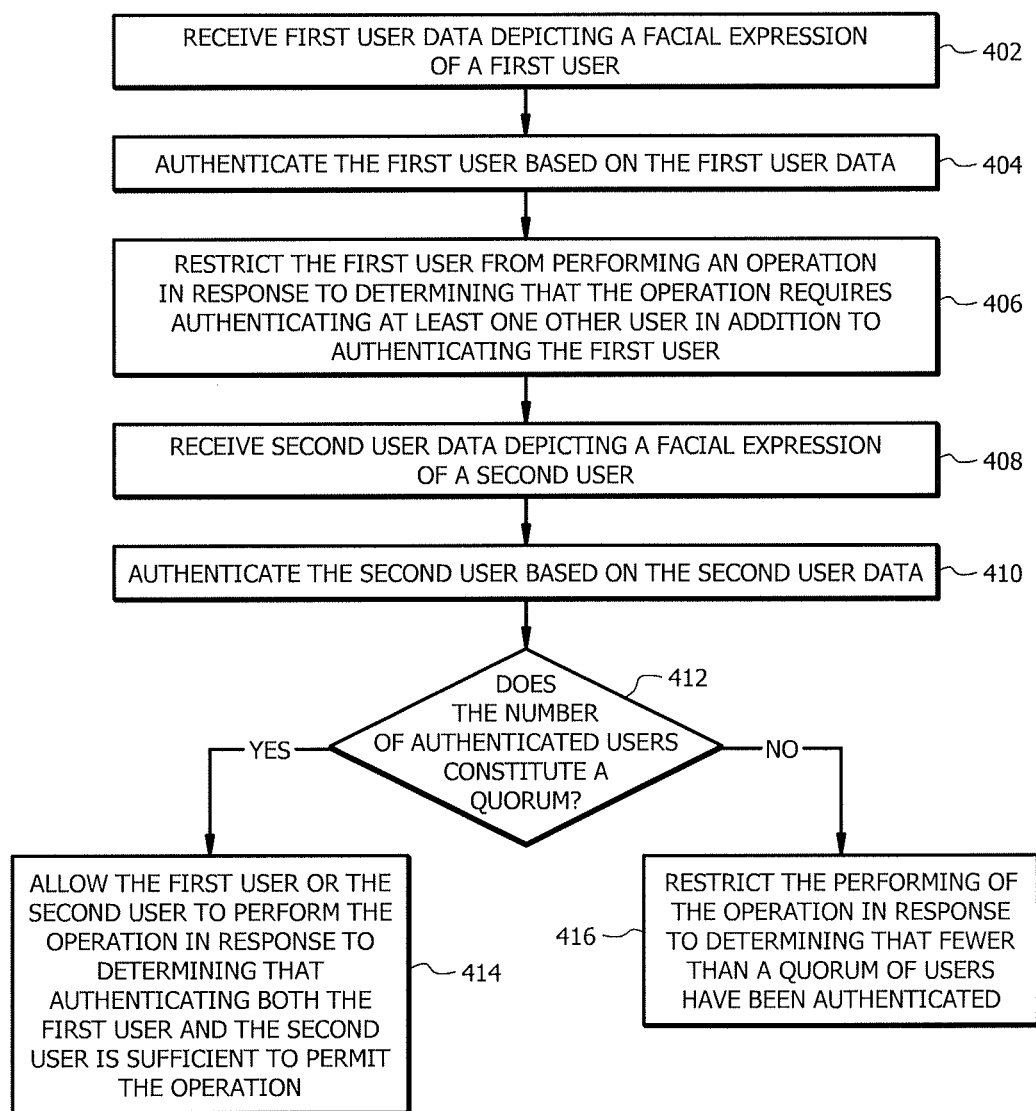 RECEIVE FIRST USER DATA DEPICTING A FACIAL EXPRESSION
OF A FIRST USER
402
AUTHENTICATE THE FIRST USER BASED ON THE FIRST USER DATA
404
RESTRICT THE FIRST USER FROM PERFORMING AN OPERATION
IN RESPONSE TO DETERMINING THAT THE OPERATION REQUIRES
AUTHENTICATING AT LEAST ONE OTHER USER IN ADDITION TO
AUTHENTICATING THE FIRST USER
406
RECEIVE SECOND USER DATA DEPICTING A FACIAL EXPRESSION
OF A SECOND USER
408
AUTHENTICATE THE SECOND USER BASED ON THE SECOND USER DATA
410
412
DOES
THE NUMBER
OF AUTHENTICATED USERS
CONSTITUTE A
QUORUM?
YES
NO
ALLOW THE FIRST USER OR THE
SECOND USER TO PERFORM THE
OPERATION IN RESPONSE TO
DETERMINING THAT
AUTHENTICATING BOTH THE
FIRST USER AND THE SECOND
USER IS SUFFICIENT TO PERMIT
THE OPERATION
414
416
RESTRICT THE PERFORMING OF
THE OPERATION IN RESPONSE
TO DETERMINING THAT FEWER
THAN A QUORUM OF USERS
HAVE BEEN AUTHENTICATED